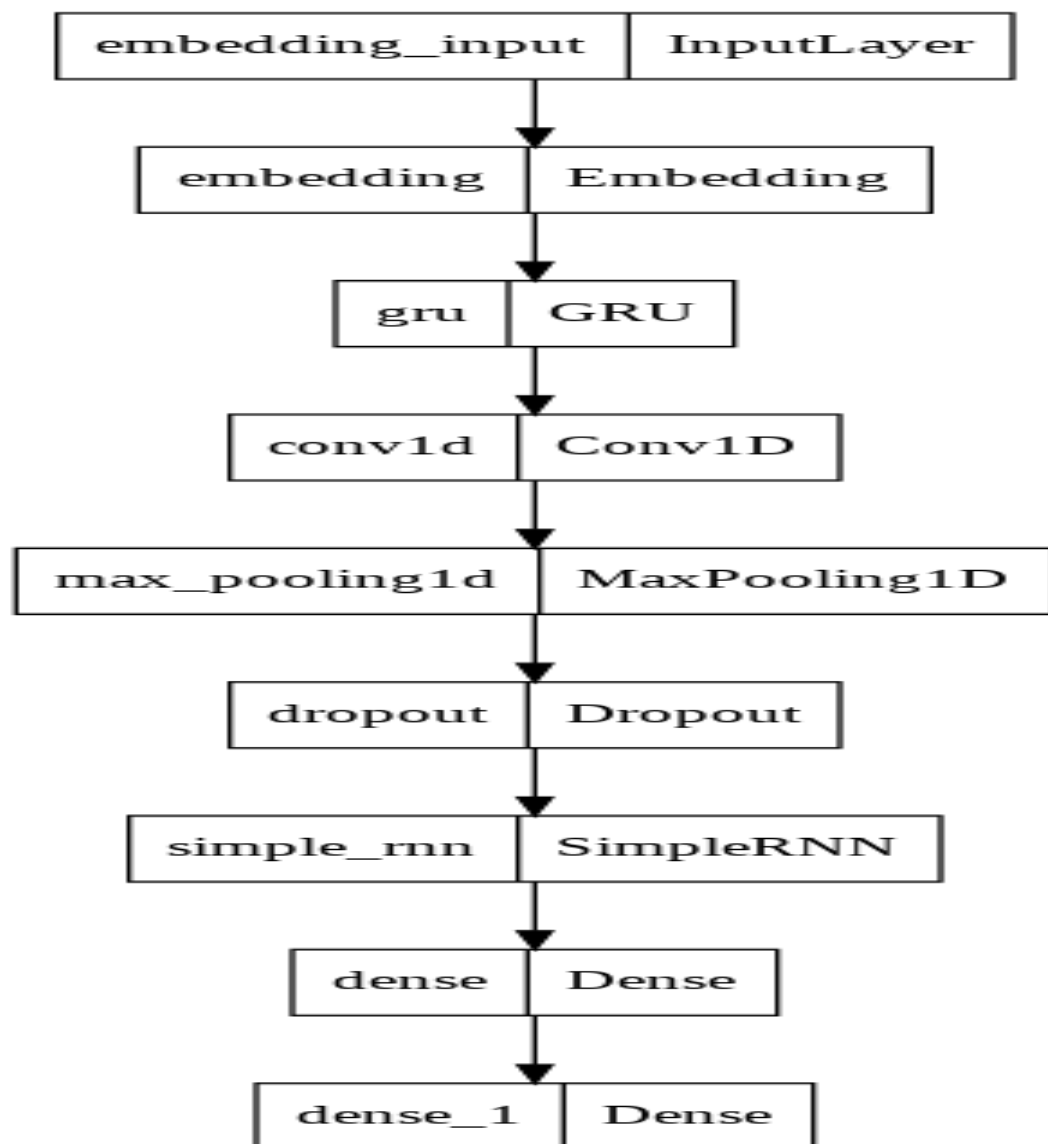 embedding_input InputLayer
embedding Embedding
gru GRU
conv1d Conv1D
max_pooling1d MaxPooling1D
dropout Dropout
simple_rnn SimpleRNN
dense Dense
dense_1 Dense